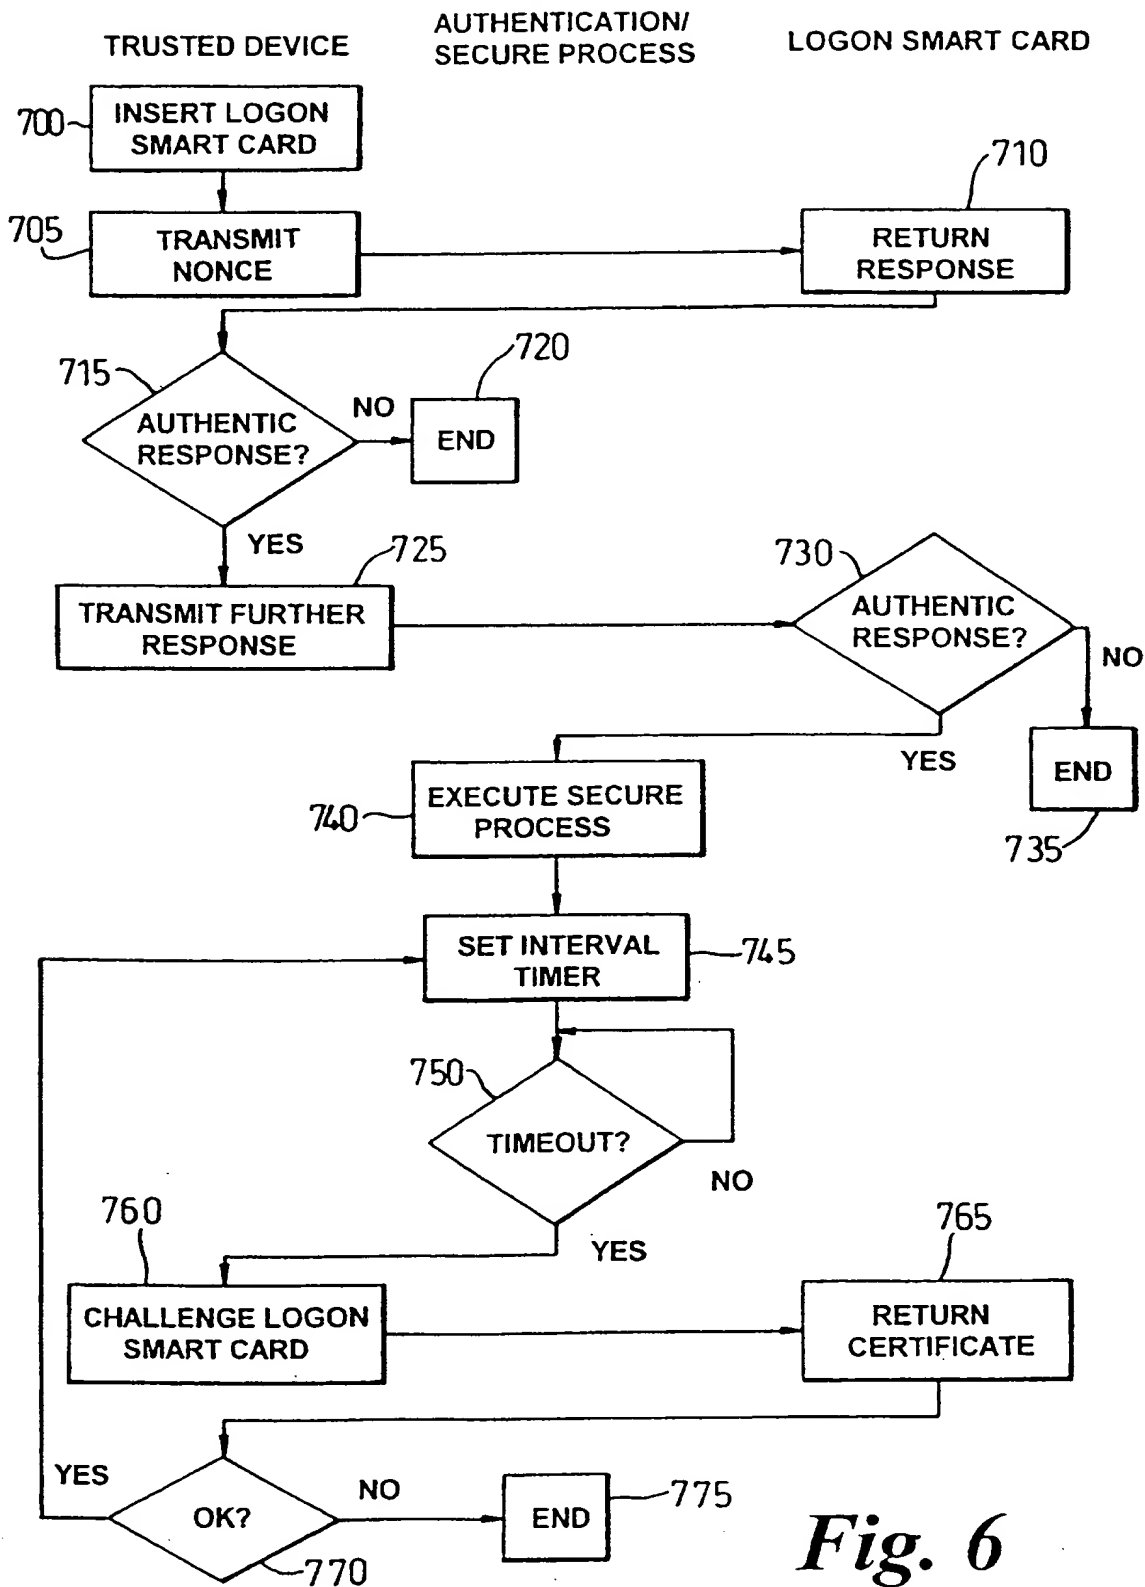 TRUSTED DEVICE
AUTHENTICATION/
SECURE PROCESS
LOGON SMART CARD
700
INSERT LOGON
SMART CARD
705
TRANSMIT
NONCE
710
RETURN
RESPONSE
715
AUTHENTIC
RESPONSE?
NO
720
END
YES
725
TRANSMIT FURTHER
RESPONSE
730
AUTHENTIC
RESPONSE?
NO
YES
END
735
740
EXECUTE SECURE
PROCESS
SET INTERVAL
TIMER
745
750
TIMEOUT?
NO
YES
760
CHALLENGE LOGON
SMART CARD
765
RETURN
CERTIFICATE
YES
OK?
NO
770
END
775
Fig. 6